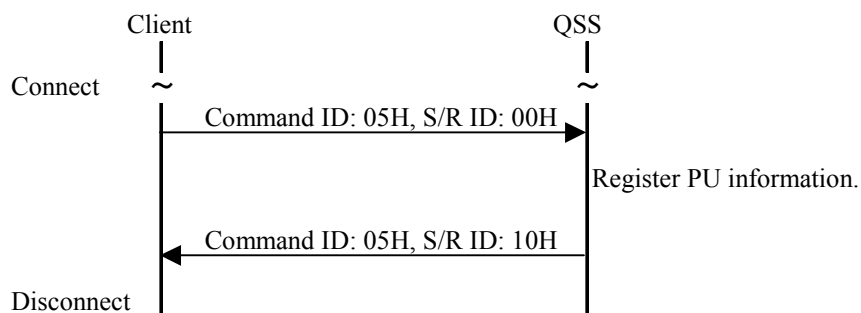 Client QSS
Connect ~ ~
Command ID: 05H, S/R ID: 00H
Register PU information.
Command ID: 05H, S/R ID: 10H
Disconnect